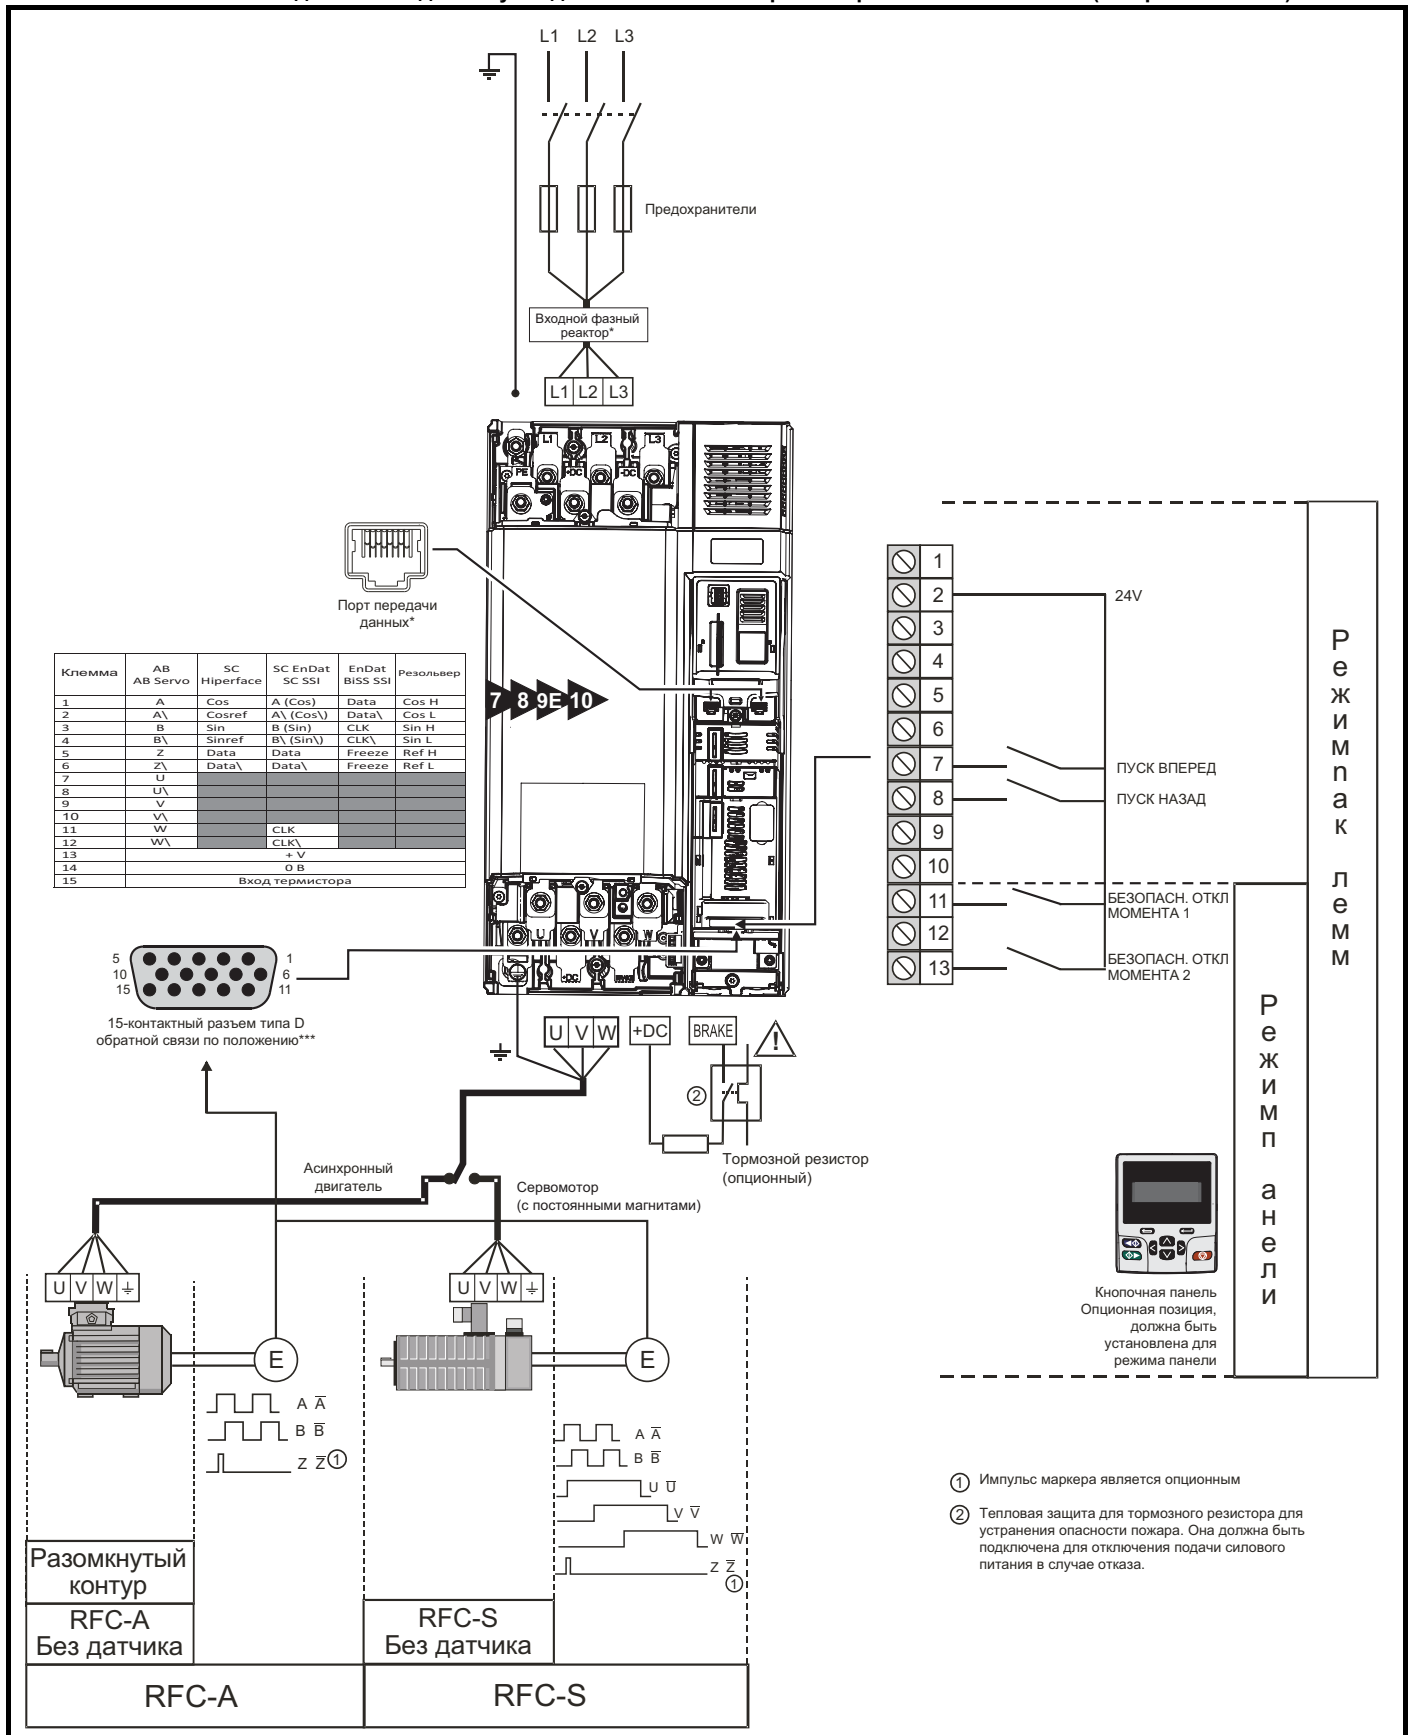 L1 L2 L3
Предохранители
Входной фазный
реактор*
L1 L2 L3
L1 L2 L3
PE +DC -DC
Порт передачи
данных*
Клемма | AB AB Servo | SC Hiperface | SC EnDat SC SSI | EnDat BiSS SSI | Резольвер
1 | A | Cos | A (Cos) | Data | Cos H
2 | A\ | Cosref | A\ (Cos\) | Data\ | Cos L
3 | B | Sin | B (Sin) | CLK | Sin H
4 | B\ | Sinref | B\ (Sin\) | CLK\ | Sin L
5 | Z | Data | Data | Freeze | Ref H
6 | Z\ | Data\ | Data\ | Freeze | Ref L
7 | U
8 | U\
9 | V
10 | V\
11 | W | CLK
12 | W\ | CLK\
13 | + V
14 | 0 В
15 | Вход термистора
7 8 9E 10
1
2 24V
3
4
5
6
7 ПУСК ВПЕРЕД
8 ПУСК НАЗАД
9
10
11 БЕЗОПАСН. ОТКЛ
МОМЕНТА 1
12
13 БЕЗОПАСН. ОТКЛ
МОМЕНТА 2
Режимпак лемм
Режимп анели
U V W
+DC
5 1
10 6
15 11
15-контактный разъем типа D
обратной связи по положению***
U V W +DC BRAKE
2
Тормозной резистор
(опционный)
Асинхронный
двигатель
Сервомотор
(с постоянными магнитами)
Кнопочная панель
Опционная позиция,
должна быть
установлена для
режима панели
U V W
E
A A
B B
Z Z 1
U V W
E
A A
B B
U U
V V
W W
Z Z
1
1 Импульс маркера является опционным
2 Тепловая защита для тормозного резистора для
устранения опасности пожара. Она должна быть
подключена для отключения подачи силового
питания в случае отказа.
Разомкнутый
контур
RFC-A
Без датчика
RFC-S
Без датчика
RFC-A
RFC-S